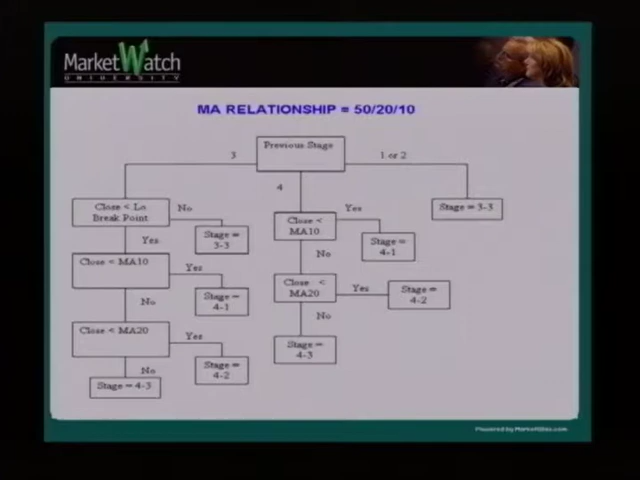 MarketWatch
UNIVERSITY
MA RELATIONSHIP = 50/20/10
Previous Stage
3
1 or 2
4
Close < Lo
Break Point
No
Stage =
3-3
Yes
Close < MA10
Yes
Stage =
4-1
No
Close < MA20
Yes
Stage =
4-2
No
Stage = 4-3
Close <
MA10
Yes
Stage =
4-1
No
Close <
MA20
Yes
Stage =
4-2
No
Stage =
4-3
Stage = 3-3